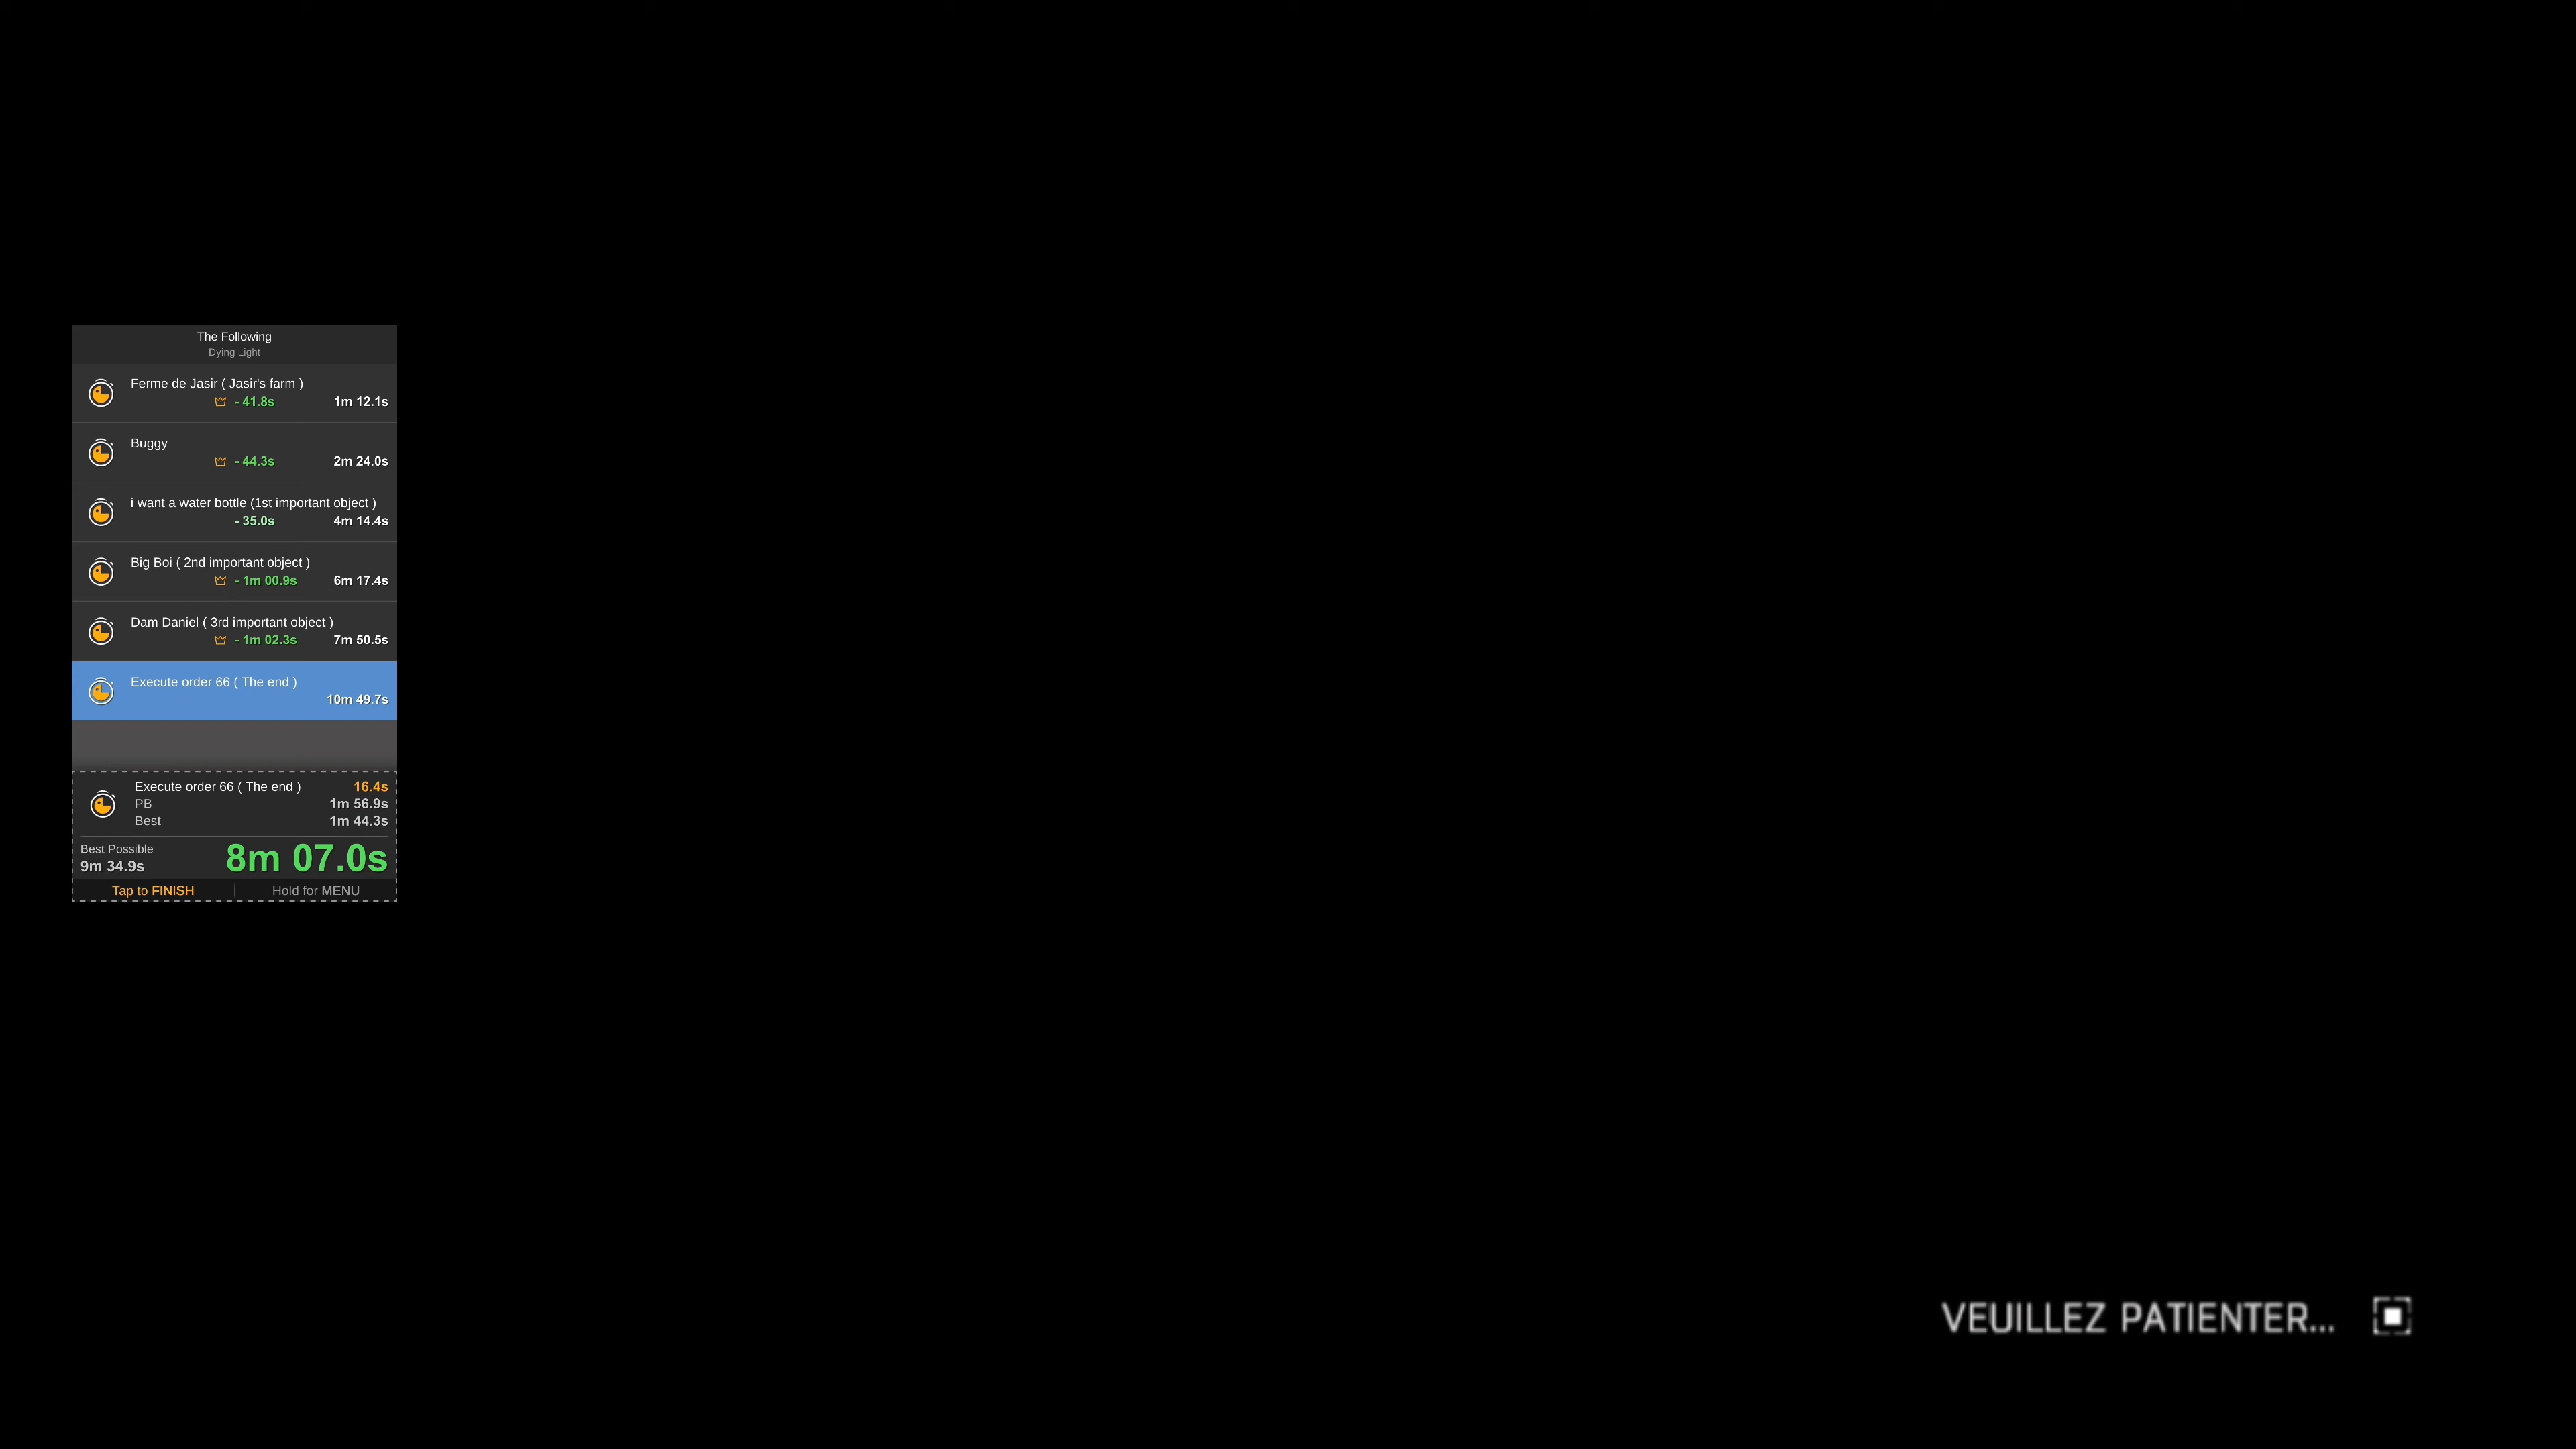 The Following
Dying Light
Ferme de Jasir ( Jasir's farm )
- 41.8s 1m 12.1s
Buggy
- 44.3s 2m 24.0s
i want a water bottle (1st important object )
- 35.0s 4m 14.4s
Big Boi ( 2nd important object )
- 1m 00.9s 6m 17.4s
Dam Daniel ( 3rd important object )
- 1m 02.3s 7m 50.5s
Execute order 66 ( The end )
10m 49.7s
Execute order 66 ( The end ) 16.4s
PB 1m 56.9s
Best 1m 44.3s
Best Possible
9m 34.9s 8m 07.0s
Tap to FINISH Hold for MENU
VEUILLEZ PATIENTER...